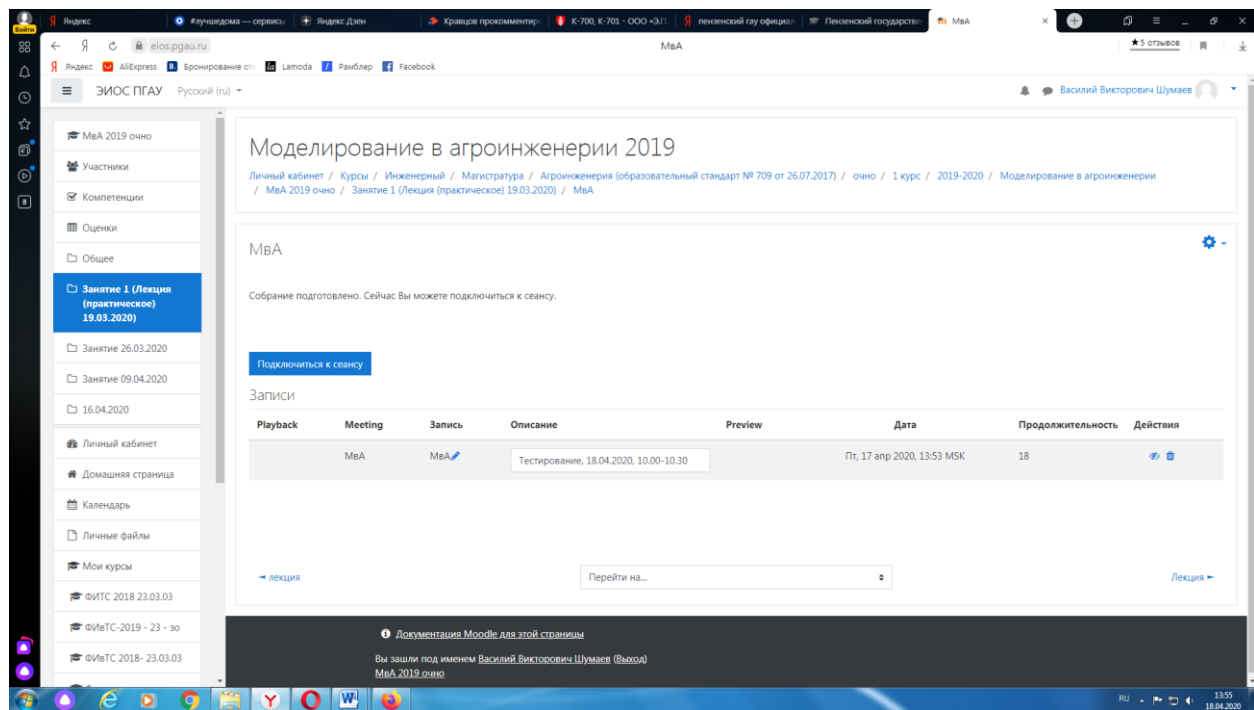 Войти
Яндекс
#лучшедома — сервисы
Яндекс.Дзен
Кравцов прокомментир
К-700, К-701 - ООО «Э.П.
пензенский гау официал
Пензенский государстве
МвА
eios.pgau.ru
МвА
★ 5 отзывов
Яндекс
AliExpress
Бронирование от
Lamoda
Рамблер
Facebook
ЭИОС ПГАУ
Русский (ru)
Василий Викторович Шумаев
МвА 2019 очно
Участники
Компетенции
Оценки
Общее
Занятие 1 (Лекция
(практическое)
19.03.2020)
Занятие 26.03.2020
Занятие 09.04.2020
16.04.2020
Личный кабинет
Домашняя страница
Календарь
Личные файлы
Мои курсы
ФИТС 2018 23.03.03
ФИвТС-2019 - 23 - зо
ФИвТС 2018- 23.03.03
Моделирование в агроинженерии 2019
Личный кабинет / Курсы / Инженерный / Магистратура / Агроинженерия (образовательный стандарт № 709 от 26.07.2017) / очно / 1 курс / 2019-2020 / Моделирование в агроинженерии
/ МвА 2019 очно / Занятие 1 (Лекция (практическое) 19.03.2020) / МвА
МвА
Собрание подготовлено. Сейчас Вы можете подключиться к сеансу.
Подключиться к сеансу
Записи
Playback Meeting Запись Описание Preview Дата Продолжительность Действия
МвА МвА Тестирование, 18.04.2020, 10.00-10.30 Пт, 17 апр 2020, 13:53 MSK 18
◄ лекция
Перейти на...
Лекция ►
Документация Moodle для этой страницы
Вы зашли под именем Василий Викторович Шумаев (Выход)
МвА 2019 очно
RU
13:55
18.04.2020